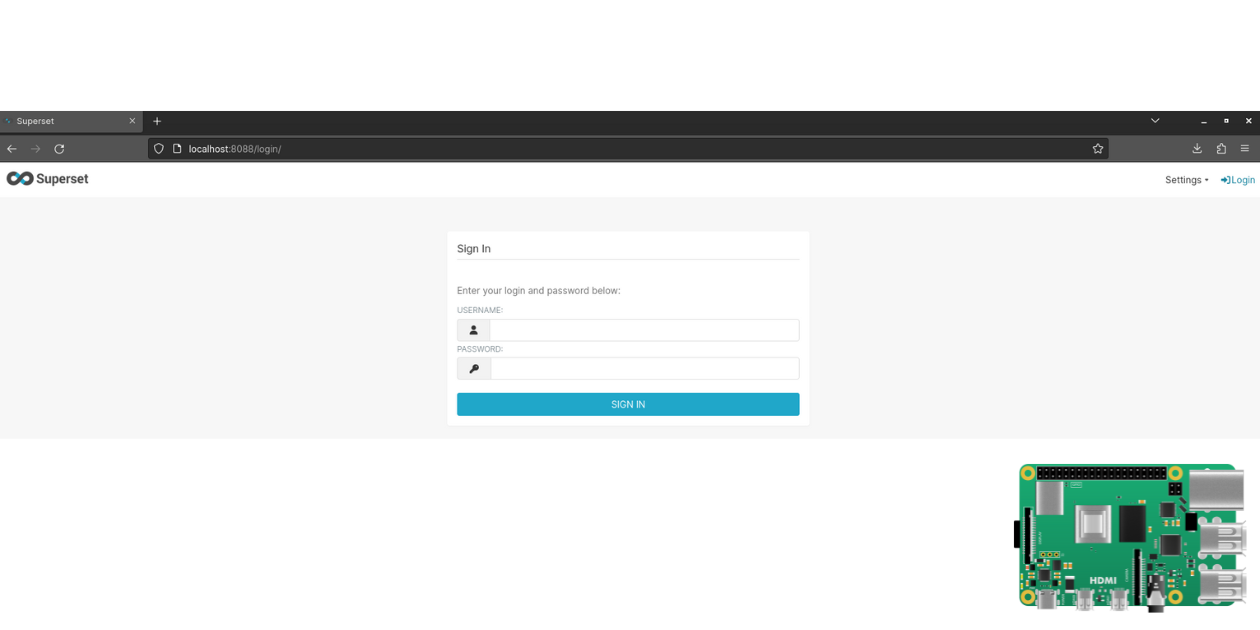 Superset
localhost:8088/login/
Superset
Settings
Login
Sign In
Enter your login and password below:
USERNAME:
PASSWORD:
SIGN IN
HDMI